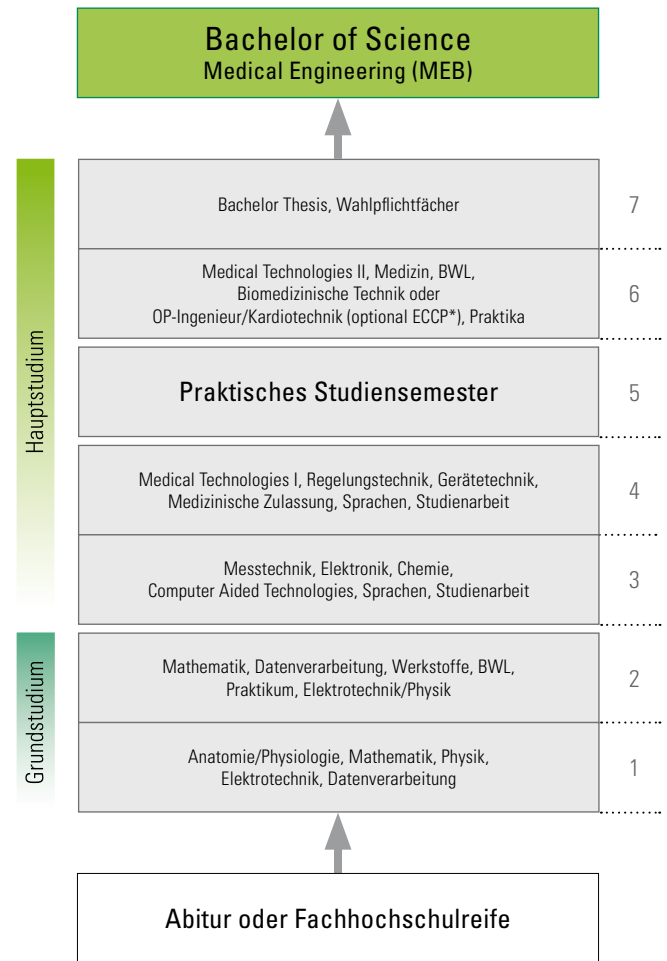 Bachelor of Science
Medical Engineering (MEB)
Hauptstudium
Bachelor Thesis, Wahlpflichtfächer
7
Medical Technologies II, Medizin, BWL,
Biomedizinische Technik oder
OP-Ingenieur/Kardiotechnik (optional ECCP*), Praktika
6
Praktisches Studiensemester
5
Medical Technologies I, Regelungstechnik, Gerätetechnik,
Medizinische Zulassung, Sprachen, Studienarbeit
4
Messtechnik, Elektronik, Chemie,
Computer Aided Technologies, Sprachen, Studienarbeit
3
Grundstudium
Mathematik, Datenverarbeitung, Werkstoffe, BWL,
Praktikum, Elektrotechnik/Physik
2
Anatomie/Physiologie, Mathematik, Physik,
Elektrotechnik, Datenverarbeitung
1
Abitur oder Fachhochschulreife